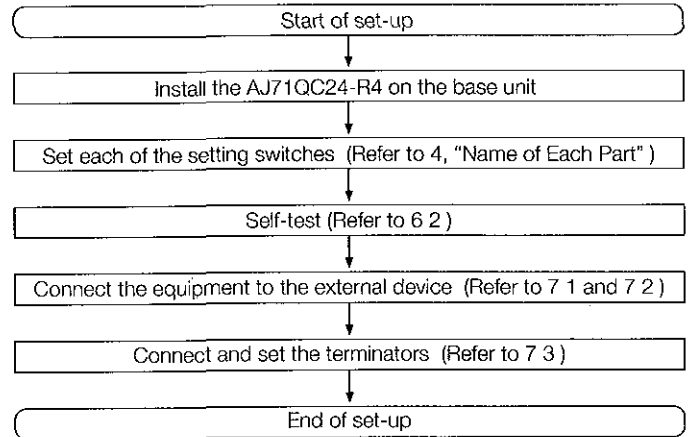 Start of set-up
Install the AJ71QC24-R4 on the base unit
Set each of the setting switches (Refer to 4, "Name of Each Part" )
Self-test (Refer to 6 2 )
Connect the equipment to the external device (Refer to 7 1 and 7 2 )
Connect and set the terminators (Refer to 7 3 )
End of set-up